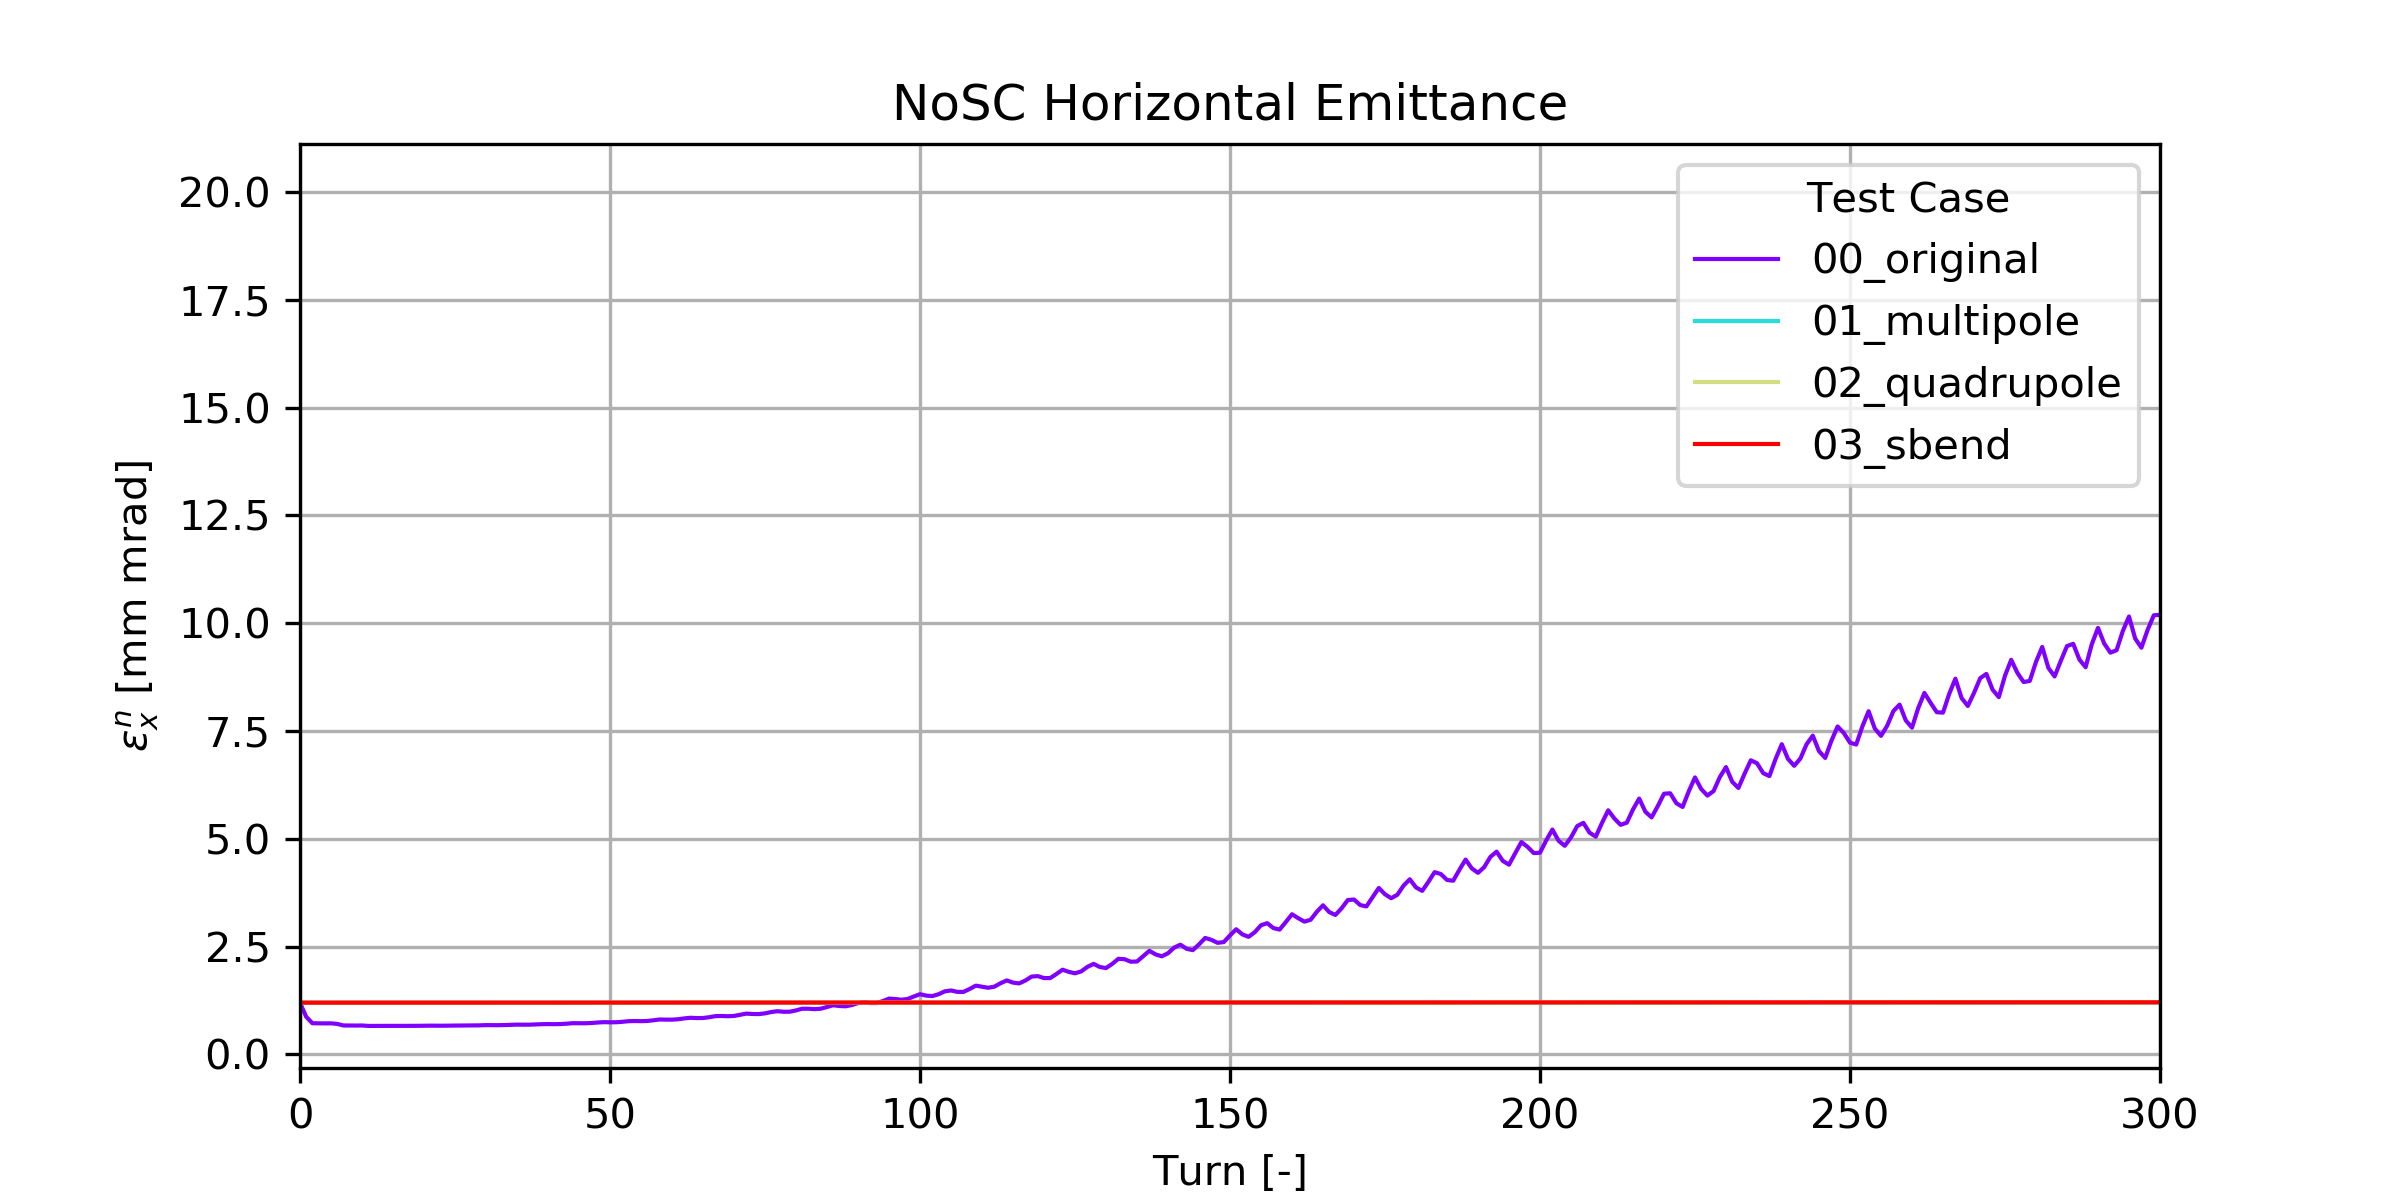 NoSC Horizontal Emittance
20.0
17.5
15.0
12.5
10.0
7.5
5.0
2.5
0.0
εₓⁿ [mm mrad]
Test Case
00_original
01_multipole
02_quadrupole
03_sbend
0 50 100 150 200 250 300
Turn [-]